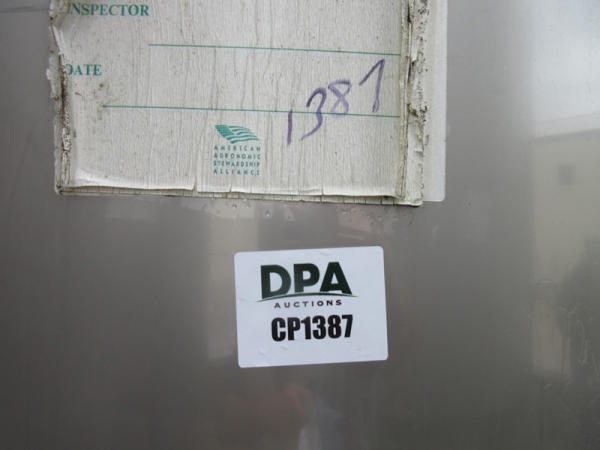 INSPECTOR
DATE
1387
AMERICAN
AGRONOMIC
STEWARDSHIP
ALLIANCE
DPA
AUCTIONS
CP1387